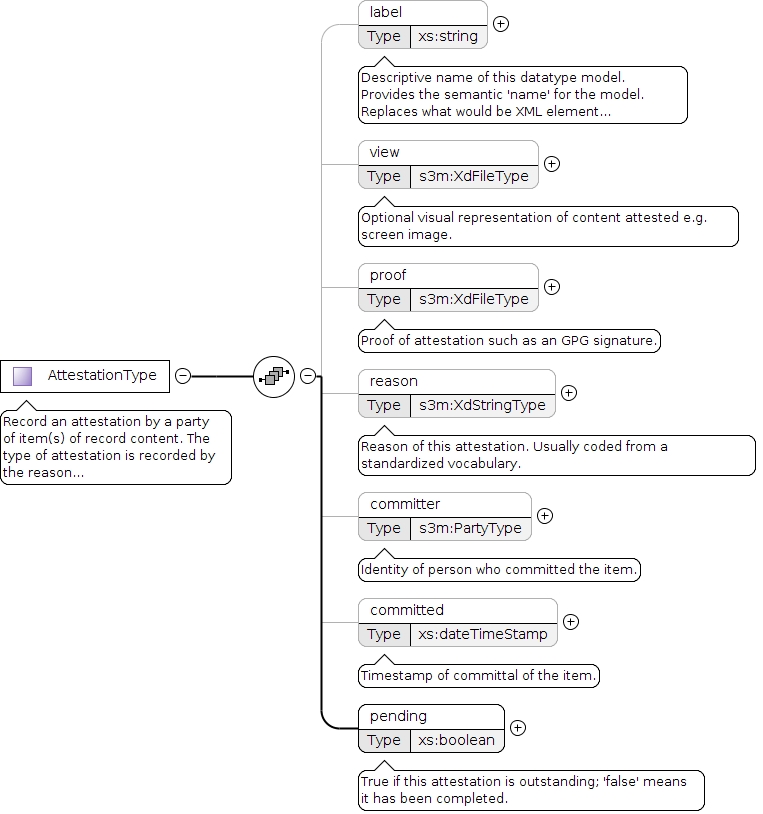 label
Type xs:string
Descriptive name of this datatype model.
Provides the semantic 'name' for the model.
Replaces what would be XML element...
view
Type s3m:XdFileType
Optional visual representation of content attested e.g.
screen image.
proof
Type s3m:XdFileType
Proof of attestation such as an GPG signature.
AttestationType
Record an attestation by a party
of item(s) of record content. The
type of attestation is recorded by
the reason...
reason
Type s3m:XdStringType
Reason of this attestation. Usually coded from a
standardized vocabulary.
committer
Type s3m:PartyType
Identity of person who committed the item.
committed
Type xs:dateTimeStamp
Timestamp of committal of the item.
pending
Type xs:boolean
True if this attestation is outstanding; 'false' means
it has been completed.